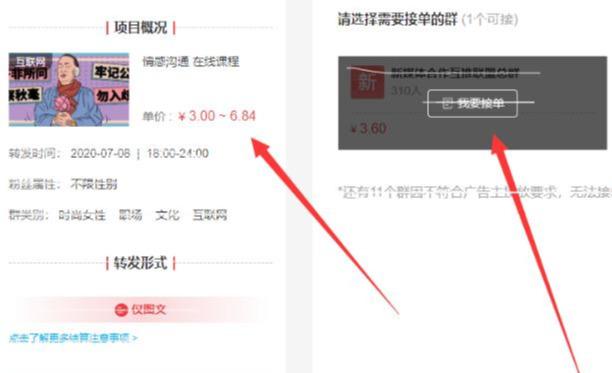 项目概况
互联网
情感沟通 在线课程
非所问
牢记公
秋毫
勿入歧
单价：¥ 3.00 ~ 6.84
转发时间： 2020-07-08 | 18:00-24:00
粉丝属性： 不限性别
群类别： 时尚女性 职场 文化 互联网
转发形式
仅图文
点击了解更多结算注意事项 >
请选择需要接单的群 (1个可接)
新
新媒体合作互推联盟总群
310人
我要接单
¥ 3.60
*还有11个群因不符合广告主投放要求，无法接